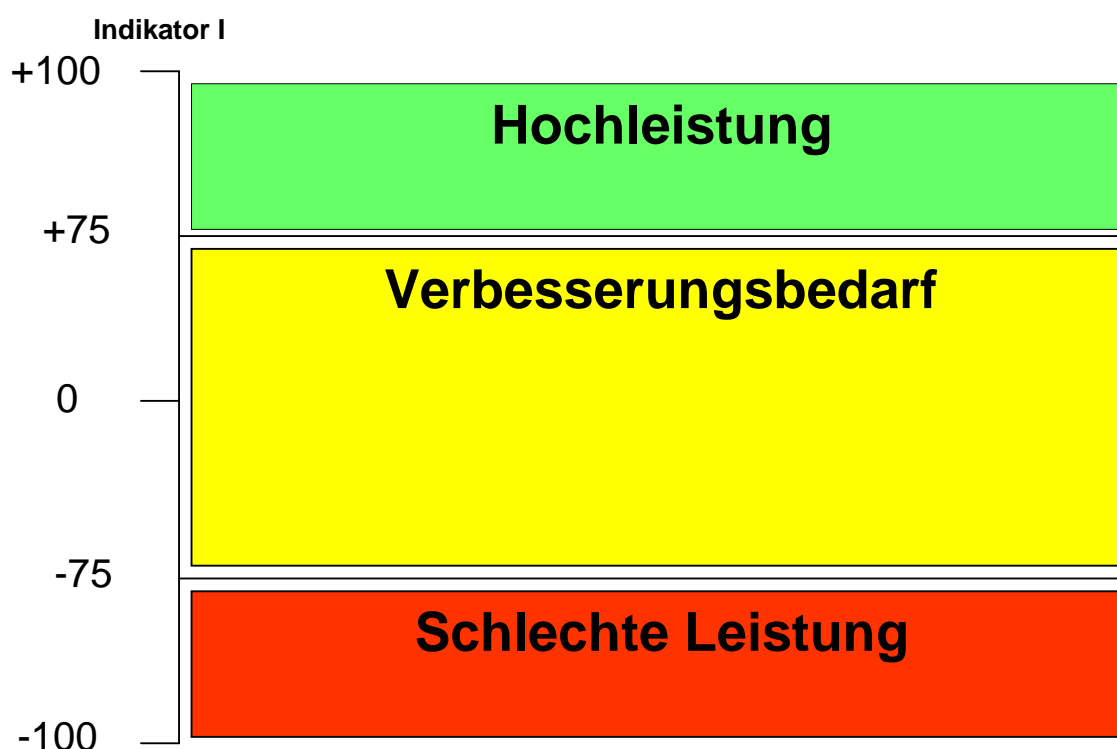 Indikator I
+100
Hochleistung
+75
Verbesserungsbedarf
0
-75
Schlechte Leistung
-100